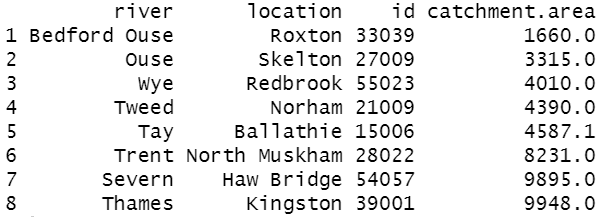 river location id catchment.area
1 Bedford Ouse Roxton 33039 1660.0
2 Ouse Skelton 27009 3315.0
3 Wye Redbrook 55023 4010.0
4 Tweed Norham 21009 4390.0
5 Tay Ballathie 15006 4587.1
6 Trent North Muskham 28022 8231.0
7 Severn Haw Bridge 54057 9895.0
8 Thames Kingston 39001 9948.0